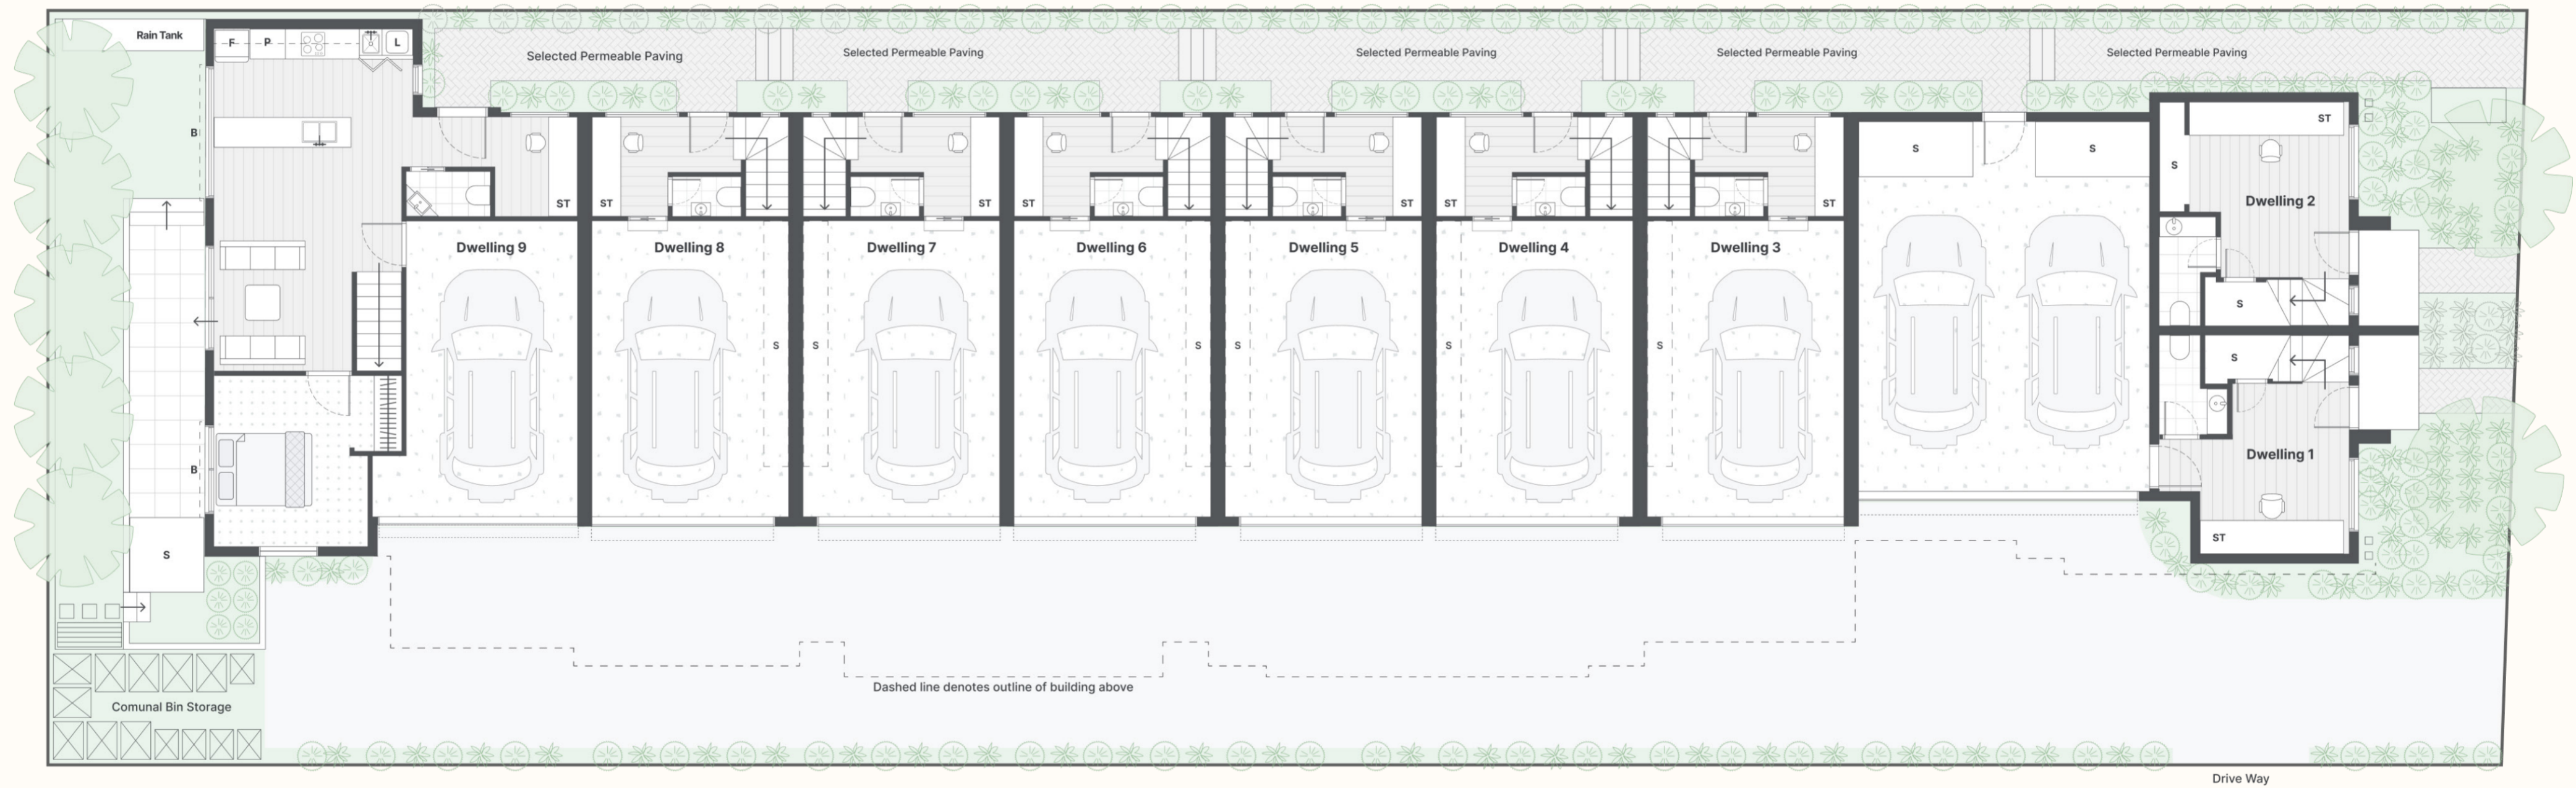 Rain Tank
F
P
L
Selected Permeable Paving
Selected Permeable Paving
Selected Permeable Paving
Selected Permeable Paving
Selected Permeable Paving
B
ST
S
S
S
ST
Dwelling 2
ST
ST
ST
ST
ST
ST
ST
Dwelling 9
Dwelling 8
Dwelling 7
Dwelling 6
Dwelling 5
Dwelling 4
Dwelling 3
S
S
S
S
S
S
S
S
S
B
Dwelling 1
S
ST
Dashed line denotes outline of building above
Comunal Bin Storage
Drive Way